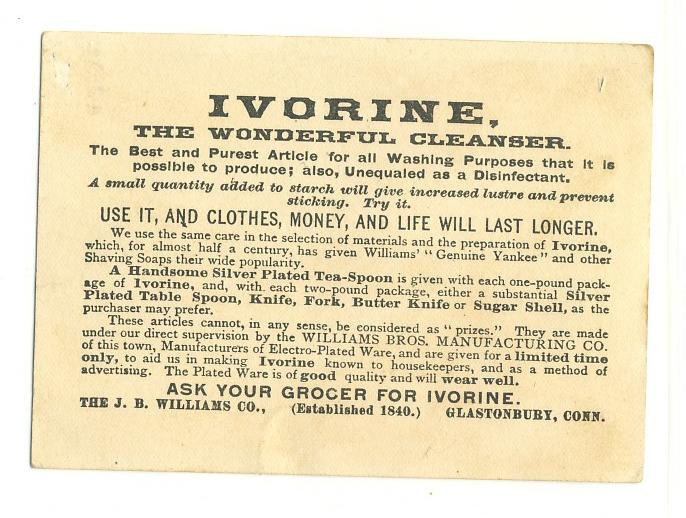 IVORINE,
THE WONDERFUL CLEANSER.
The Best and Purest Article for all Washing Purposes that it is
possible to produce; also, Unequaled as a Disinfectant.
A small quantity added to starch will give increased lustre and prevent
sticking. Try it.
USE IT, AND CLOTHES, MONEY, AND LIFE WILL LAST LONGER.
We use the same care in the selection of materials and the preparation of Ivorine,
which, for almost half a century, has given Williams' "Genuine Yankee" and other
Shaving Soaps their wide popularity.
A Handsome Silver Plated Tea-Spoon is given with each one-pound pack-
age of Ivorine, and, with each two-pound package, either a substantial Silver
Plated Table Spoon, Knife, Fork, Butter Knife or Sugar Shell, as the
purchaser may prefer.
These articles cannot, in any sense, be considered as "prizes." They are made
under our direct supervision by the WILLIAMS BROS. MANUFACTURING CO.
of this town, Manufacturers of Electro-Plated Ware, and are given for a limited time
only, to aid us in making Ivorine known to housekeepers, and as a method of
advertising. The Plated Ware is of good quality and will wear well.
ASK YOUR GROCER FOR IVORINE.
THE J. B. WILLIAMS CO., (Established 1840.) GLASTONBURY, CONN.